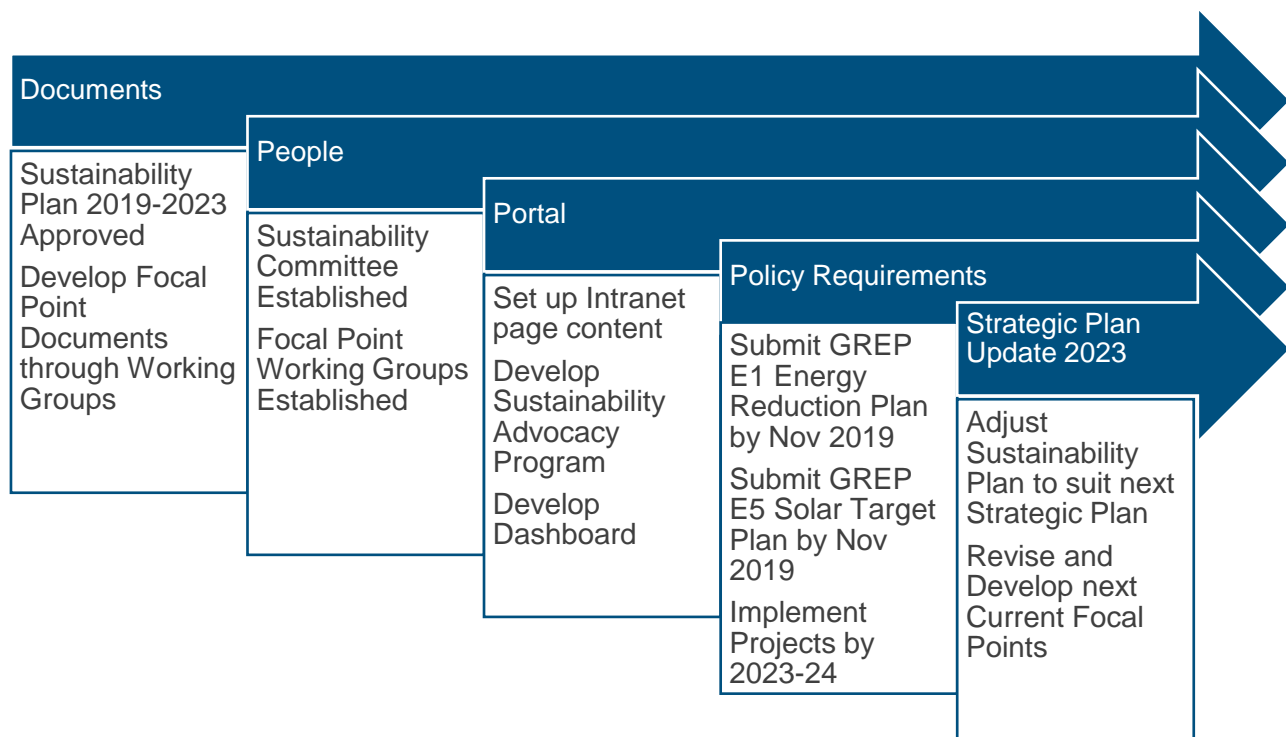 Documents
Sustainability
Plan 2019-2023
Approved
Develop Focal
Point
Documents
through Working
Groups
People
Sustainability
Committee
Established
Focal Point
Working Groups
Established
Portal
Set up Intranet
page content
Develop
Sustainability
Advocacy
Program
Develop
Dashboard
Policy Requirements
Submit GREP
E1 Energy
Reduction Plan
by Nov 2019
Submit GREP
E5 Solar Target
Plan by Nov
2019
Implement
Projects by
2023-24
Strategic Plan
Update 2023
Adjust
Sustainability
Plan to suit next
Strategic Plan
Revise and
Develop next
Current Focal
Points